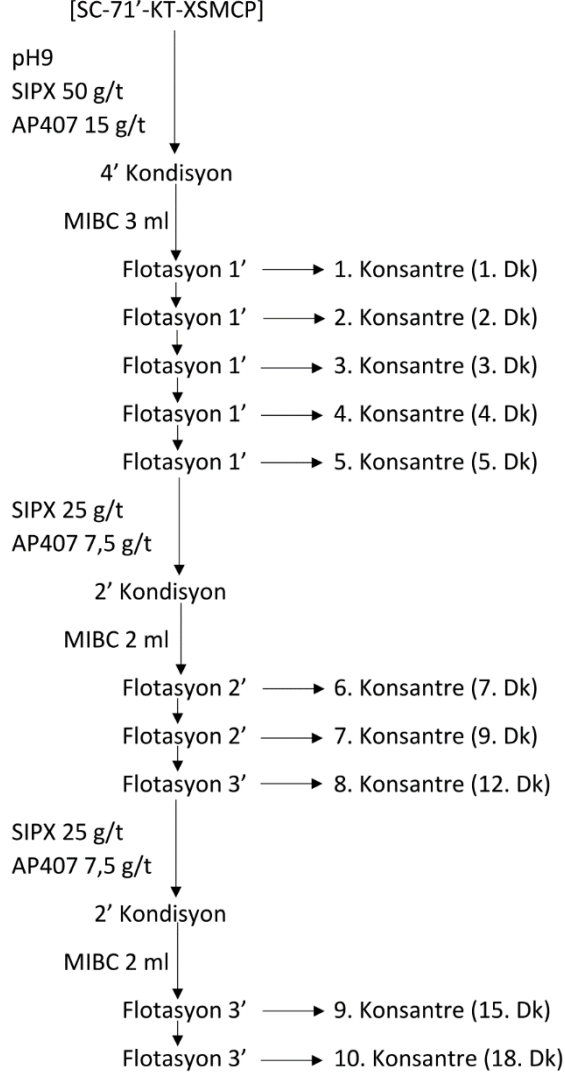 [SC-71’-KT-XSMCP]
pH9
SIPX 50 g/t
AP407 15 g/t
4’ Kondisyon
MIBC 3 ml
Flotasyon 1’ 1. Konsantre (1. Dk)
Flotasyon 1’ 2. Konsantre (2. Dk)
Flotasyon 1’ 3. Konsantre (3. Dk)
Flotasyon 1’ 4. Konsantre (4. Dk)
Flotasyon 1’ 5. Konsantre (5. Dk)
SIPX 25 g/t
AP407 7,5 g/t
2’ Kondisyon
MIBC 2 ml
Flotasyon 2’ 6. Konsantre (7. Dk)
Flotasyon 2’ 7. Konsantre (9. Dk)
Flotasyon 3’ 8. Konsantre (12. Dk)
SIPX 25 g/t
AP407 7,5 g/t
2’ Kondisyon
MIBC 2 ml
Flotasyon 3’ 9. Konsantre (15. Dk)
Flotasyon 3’ 10. Konsantre (18. Dk)